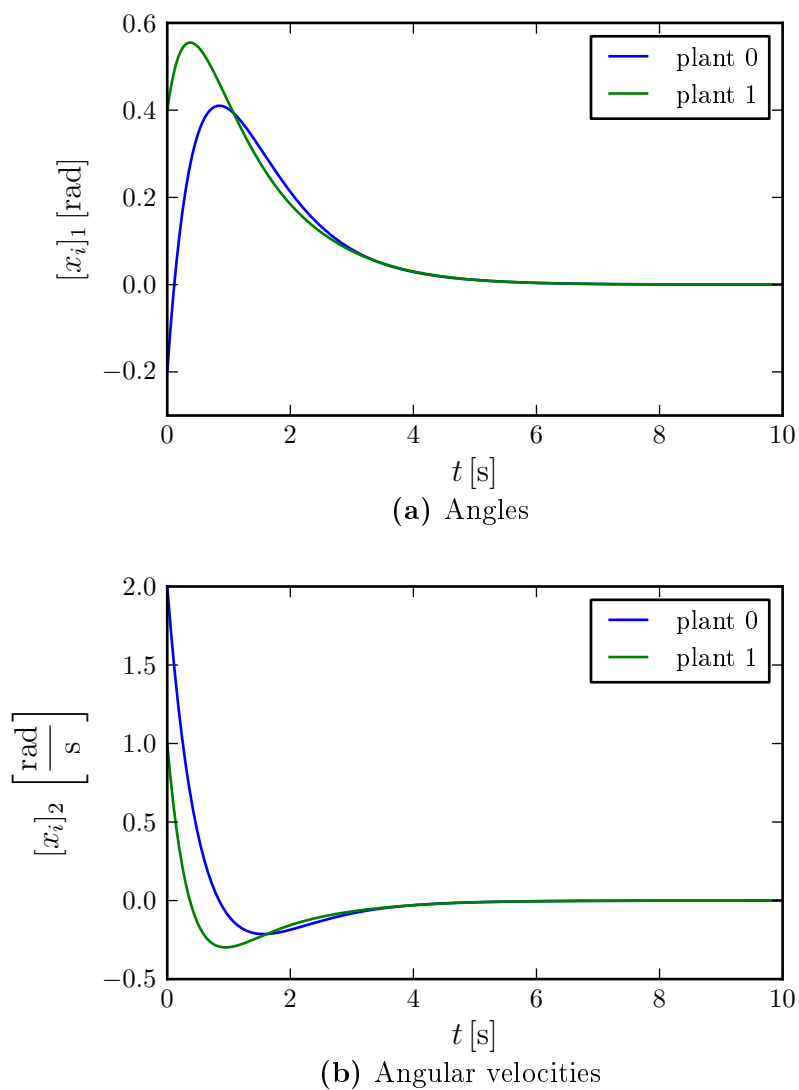 0.6
0.4
0.2
0.0
−0.2
[x_i]_1 [rad]
plant 0
plant 1
0 2 4 6 8 10
t [s]
(a) Angles
2.0
1.5
1.0
0.5
0.0
−0.5
[x_i]_2 [rad/s]
plant 0
plant 1
0 2 4 6 8 10
t [s]
(b) Angular velocities